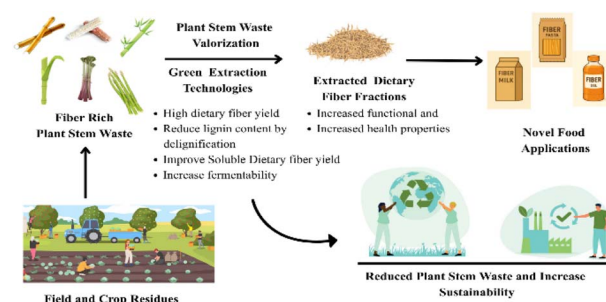 Plant Stem Waste
Valorization
Green Extraction
Technologies
• High dietary fiber yield
• Reduce lignin content by
delignification
• Improve Soluble Dietary fiber yield
• Increase fermentability
Fiber Rich
Plant Stem Waste
Extracted Dietary
Fiber Fractions
• Increased functional and
• Increased health properties
FIBER
PASTA
FIBER
MILK
FIBER
Novel Food
Applications
Field and Crop Residues
Reduced Plant Stem Waste and Increase
Sustainability